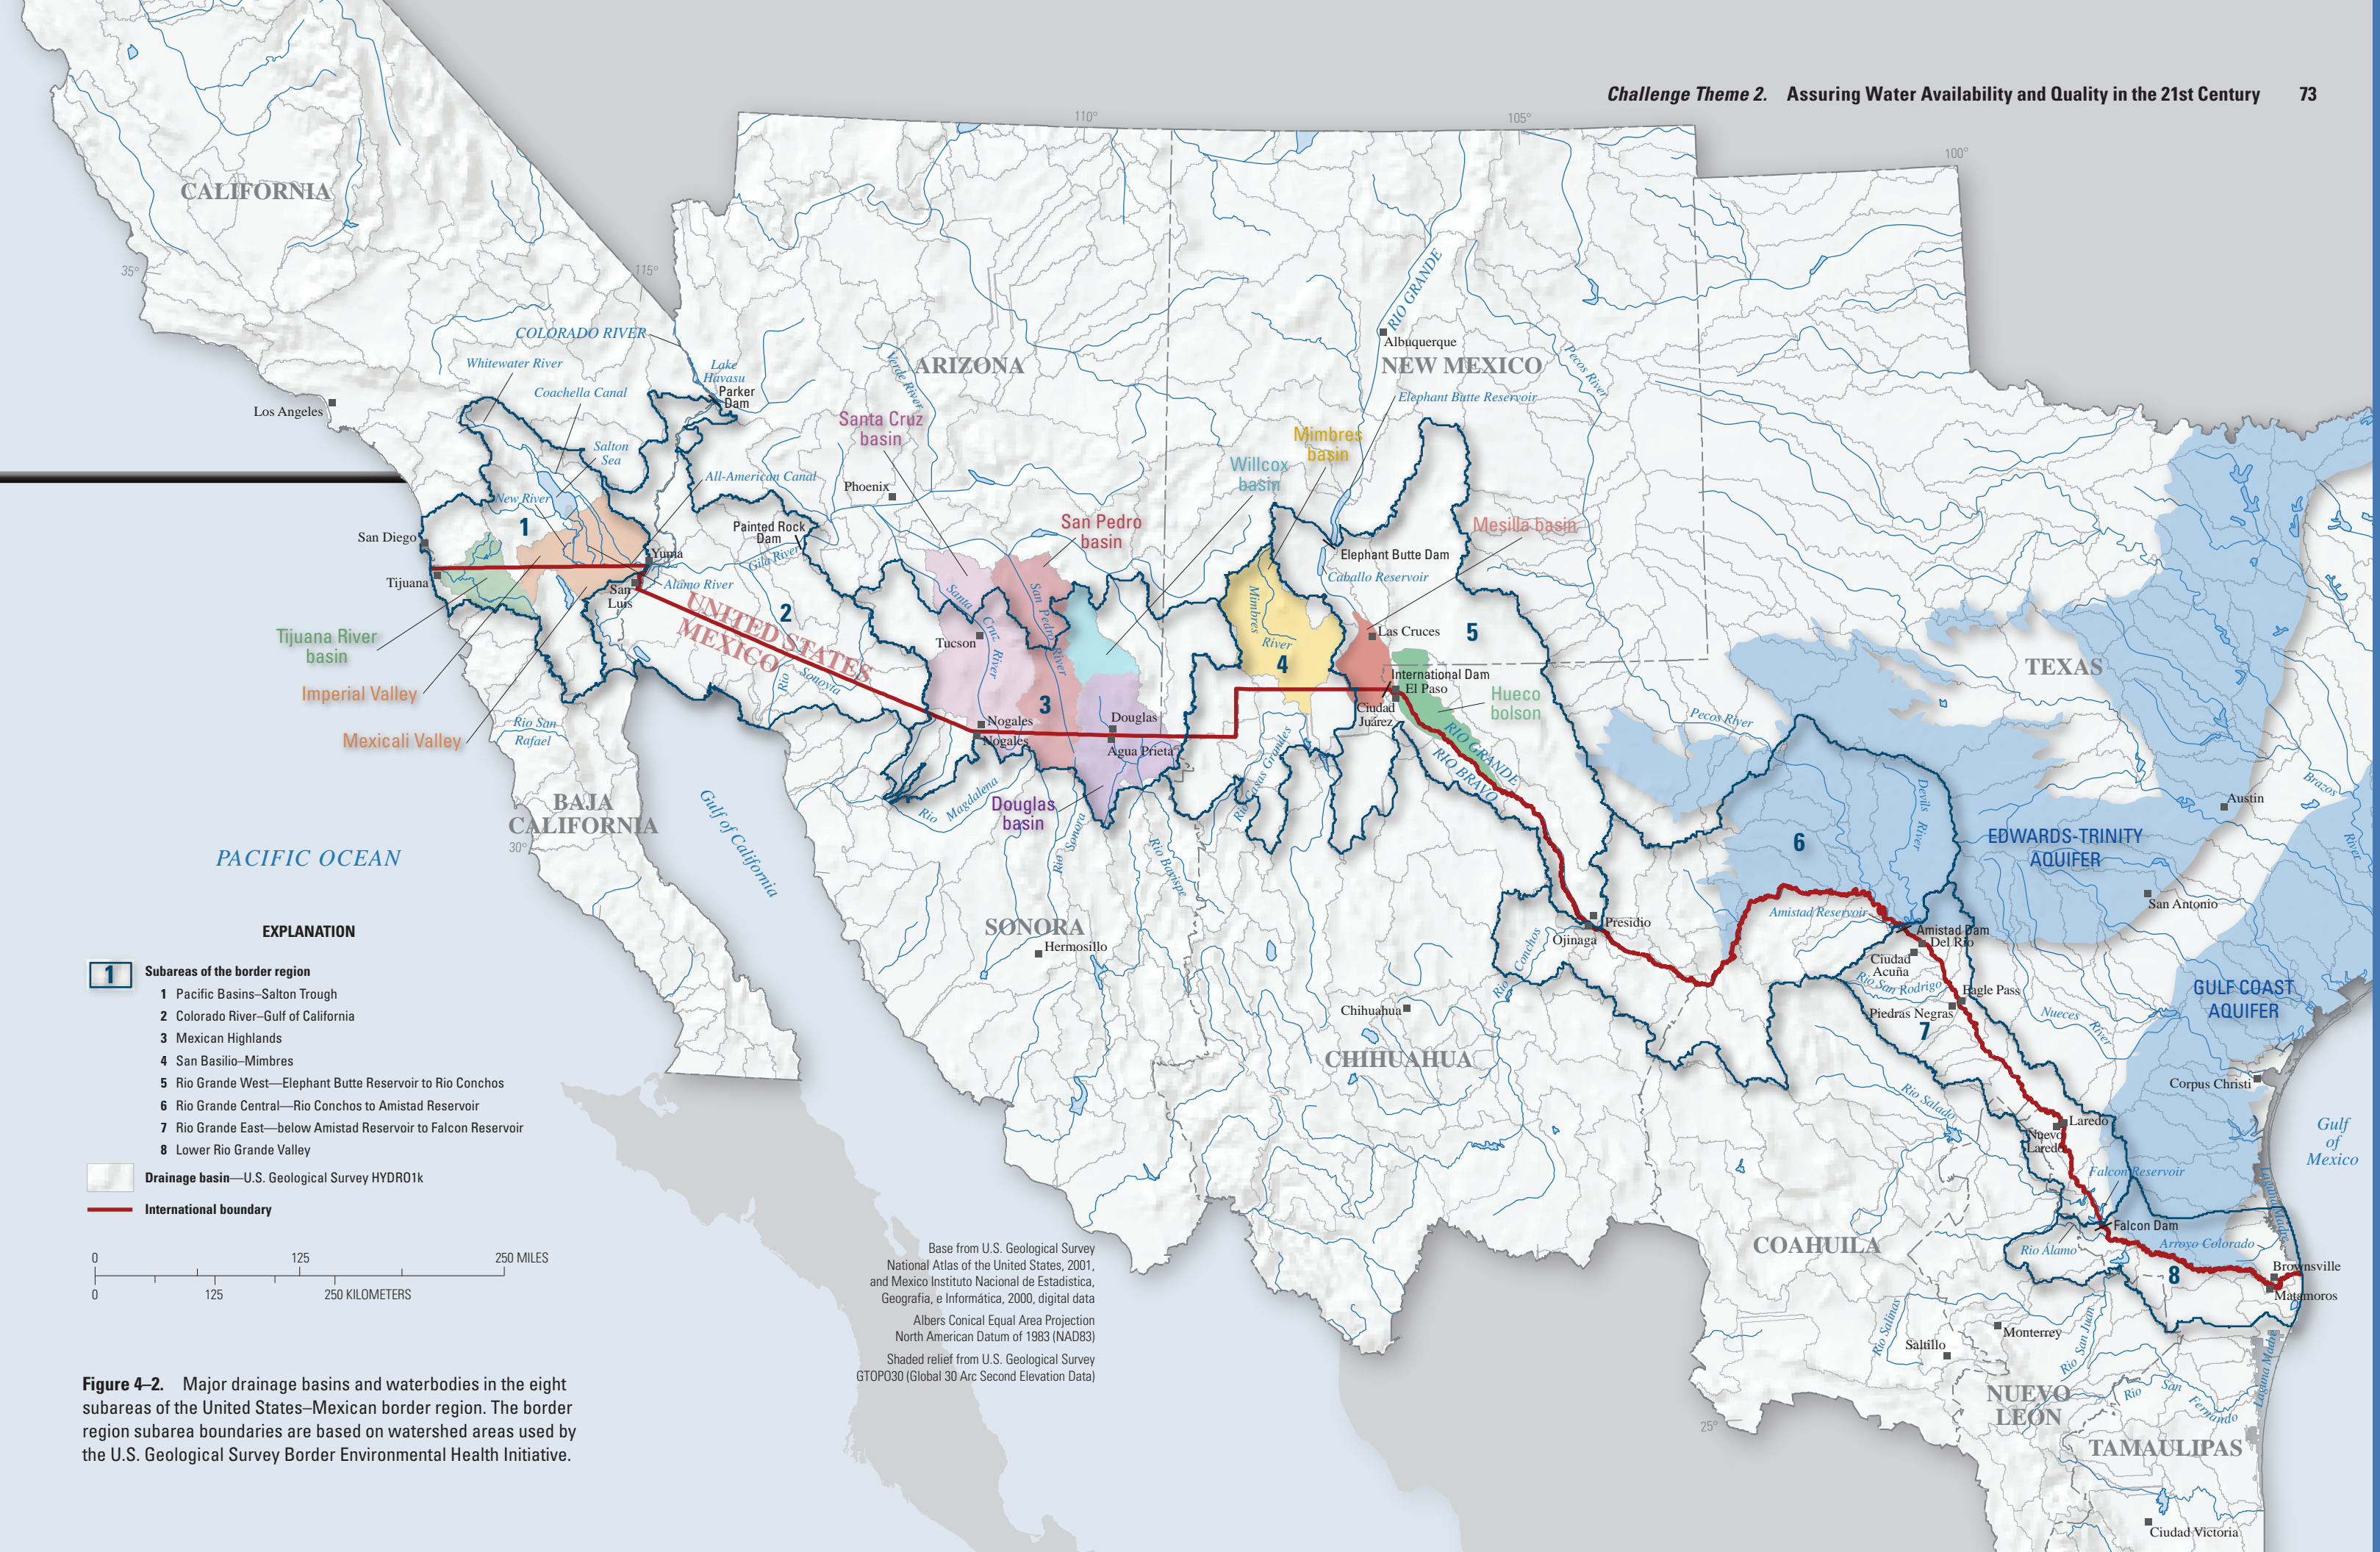 Challenge Theme 2. Assuring Water Availability and Quality in the 21st Century 73
110°
105°
100°
35°
115°
30°
25°
CALIFORNIA
ARIZONA
NEW MEXICO
TEXAS
BAJA
CALIFORNIA
SONORA
CHIHUAHUA
COAHUILA
NUEVO
LEÓN
TAMAULIPAS
UNITED STATES
MEXICO
PACIFIC OCEAN
Gulf of California
Gulf
of
Mexico
COLORADO RIVER
Whitewater River
Coachella Canal
Salton
Sea
New River
Lake
Havasu
Parker
Dam
All-American Canal
Painted Rock
Dam
Gila River
Alamo River
Verde River
Los Angeles
San Diego
Tijuana
Yuma
San
Luis
Phoenix
Tucson
Tijuana River
basin
Imperial Valley
Mexicali Valley
Rio San
Rafael
Rio
Sonoyta
Santa Cruz
basin
San Pedro
basin
Willcox
basin
Mimbres
basin
Mesilla basin
Hueco
bolson
Douglas
basin
Santa
Cruz
River
San Pedro River
Mimbres
River
Nogales
Nogales
Douglas
Agua Prieta
Rio Magdalena
Rio Sonora
Rio Bavispe
Rio Casas Grandes
Hermosillo
RIO GRANDE
Albuquerque
Pecos River
Elephant Butte Reservoir
Elephant Butte Dam
Caballo Reservoir
Las Cruces
International Dam
El Paso
Ciudad
Juárez
RIO GRANDE
RIO BRAVO
Presidio
Ojinaga
Rio Conchos
Chihuahua
Pecos River
Devils River
EDWARDS-TRINITY
AQUIFER
Austin
Brazos
River
San Antonio
GULF COAST
AQUIFER
Amistad Reservoir
Amistad Dam
Del Rio
Ciudad
Acuña
Rio San Rodrigo
Eagle Pass
Piedras Negras
Nueces River
Corpus Christi
Rio Salado
Laredo
Nuevo
Laredo
Falcon Reservoir
Falcon Dam
Rio Álamo
Arroyo Colorado
Laguna Madre
Brownsville
Matamoros
Rio Salinas
Monterrey
Saltillo
Rio San Juan
Rio San Fernando
Laguna Madre
Ciudad Victoria
1
2
3
4
5
6
7
8
EXPLANATION
1 Subareas of the border region
1 Pacific Basins–Salton Trough
2 Colorado River–Gulf of California
3 Mexican Highlands
4 San Basilio–Mimbres
5 Rio Grande West—Elephant Butte Reservoir to Rio Conchos
6 Rio Grande Central—Rio Conchos to Amistad Reservoir
7 Rio Grande East—below Amistad Reservoir to Falcon Reservoir
8 Lower Rio Grande Valley
Drainage basin—U.S. Geological Survey HYDRO1k
International boundary
0 125 250 MILES
0 125 250 KILOMETERS
Base from U.S. Geological Survey
National Atlas of the United States, 2001,
and Mexico Instituto Nacional de Estadistica,
Geografia, e Informática, 2000, digital data
Albers Conical Equal Area Projection
North American Datum of 1983 (NAD83)
Shaded relief from U.S. Geological Survey
GTOPO30 (Global 30 Arc Second Elevation Data)
Figure 4–2. Major drainage basins and waterbodies in the eight
subareas of the United States–Mexican border region. The border
region subarea boundaries are based on watershed areas used by
the U.S. Geological Survey Border Environmental Health Initiative.